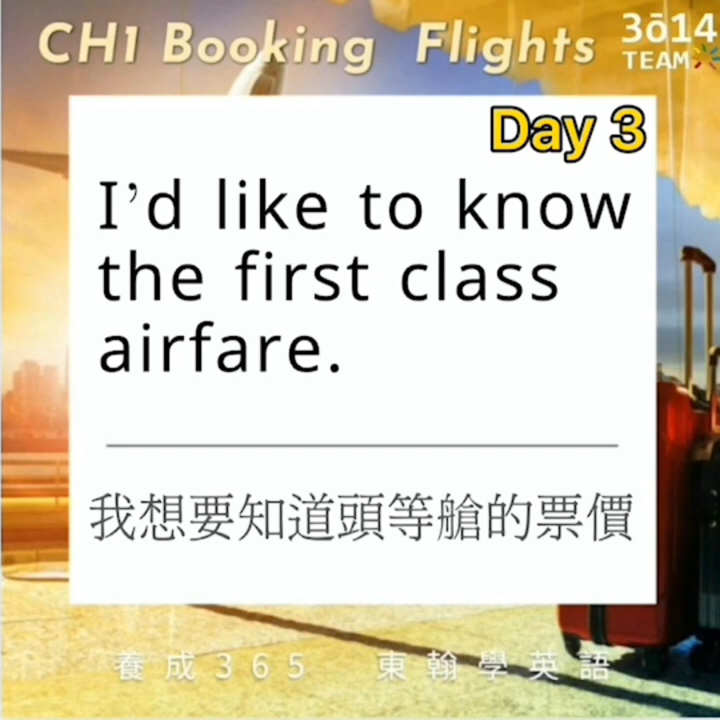 CH1 Booking Flights
3ō14
TEAM
Day 3
I’d like to know
the first class
airfare.
我想要知道頭等艙的票價
養成365 東翰學英語